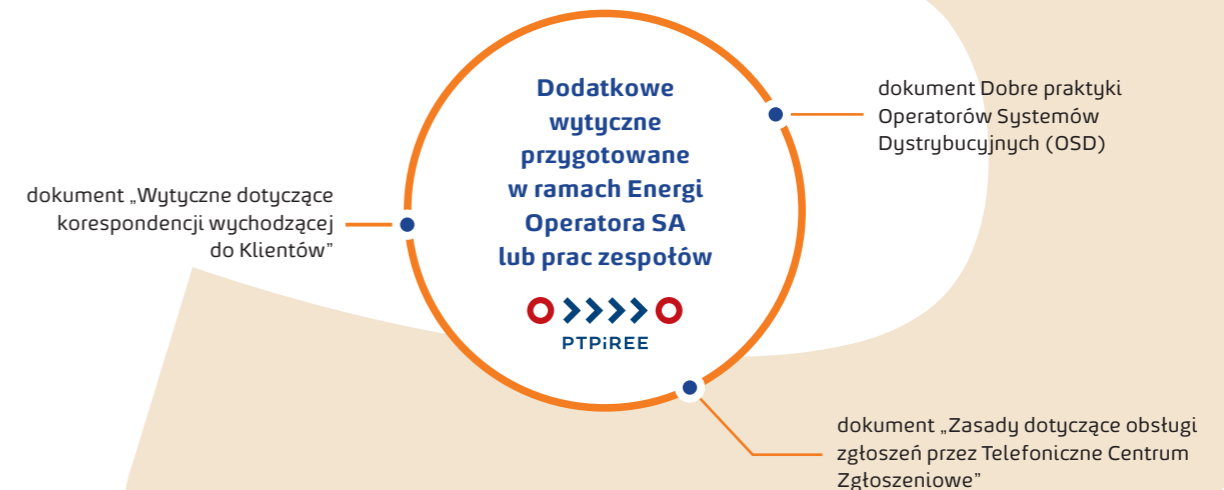 Dodatkowe
wytyczne
przygotowane
w ramach Energi
Operatora SA
lub prac zespołów
PTPiREE
dokument Dobre praktyki
Operatorów Systemów
Dystrybucyjnych (OSD)
dokument „Wytyczne dotyczące
korespondencji wychodzącej
do Klientów”
dokument „Zasady dotyczące obsługi
zgłoszeń przez Telefoniczne Centrum
Zgłoszeniowe”